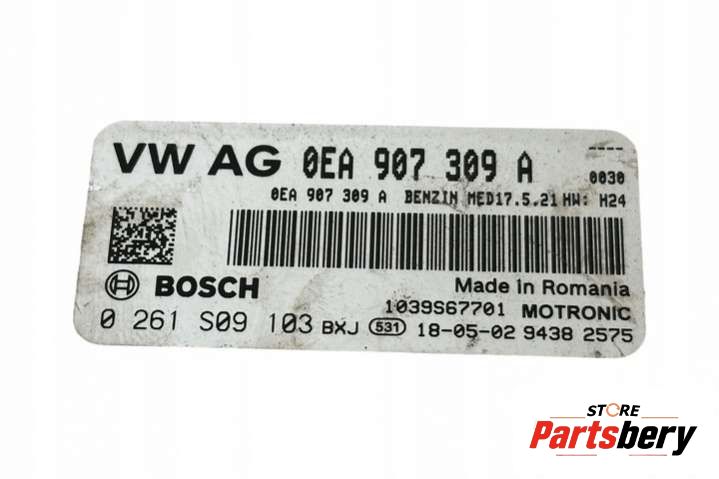 VW AG 0EA 907 309 A
----
0030
0EA 907 309 A BENZIN MED17.5.21 HW: H24
BOSCH
Made in Romania
1039S67701 MOTRONIC
0 261 S09 103 BXJ 531 18-05-02 9438 2575
STORE
Partsbery